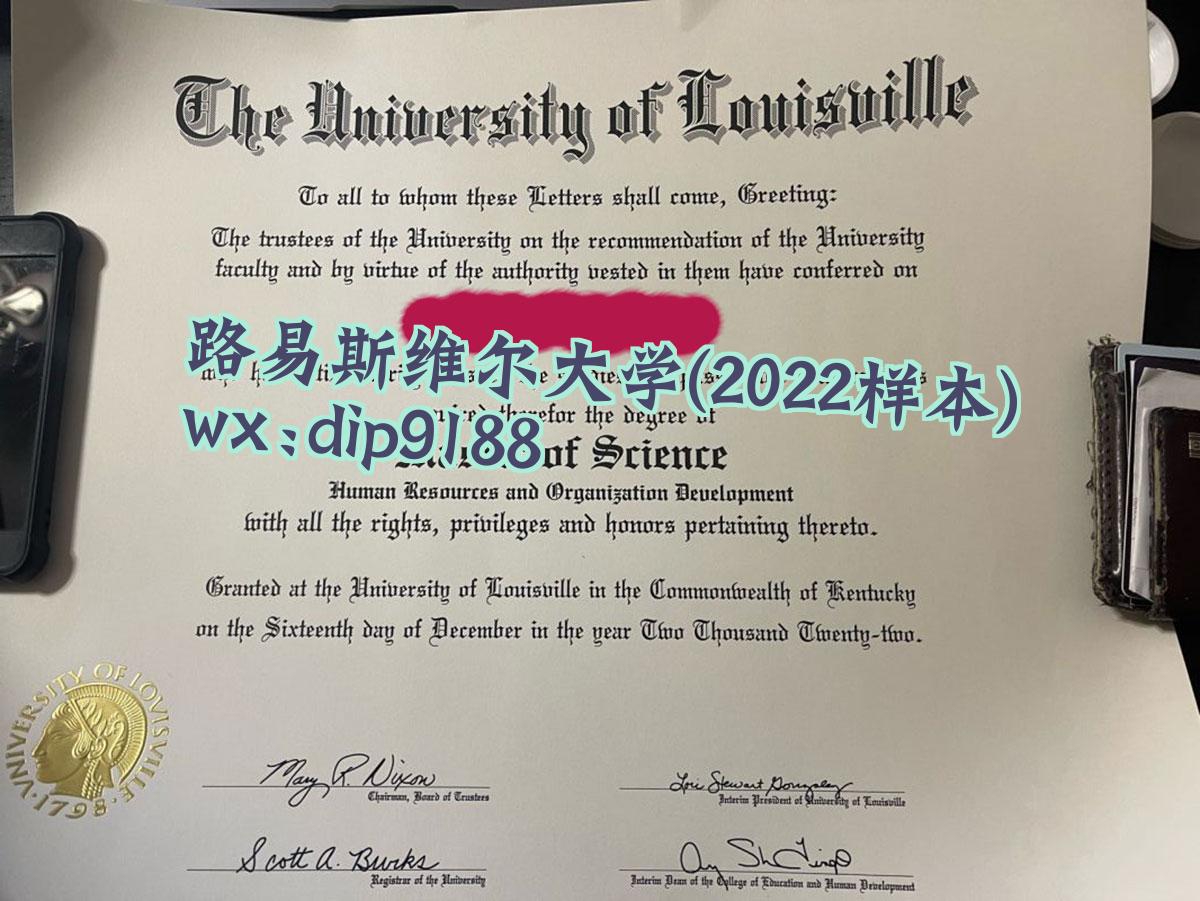 The University of Louisville
To all to whom these Letters shall come, Greeting:
The trustees of the University on the recommendation of the University
faculty and by virtue of the authority vested in them have conferred on
路易斯维尔大学(2022样本)
wx:dip9188
therefor the degree of
of Science
Human Resources and Organization Development
with all the rights, privileges and honors pertaining thereto.
Granted at the University of Louisville in the Commonwealth of Kentucky
on the Sixteenth day of December in the year Two Thousand Twenty-two.
UNIVERSITY OF LOUISVILLE
·1798·
Mary R. Nixon
Chairman, Board of Trustees
Lori Stewart Gonzalez
Interim President of University of Louisville
Scott A. Burks
Registrar of the University
Interim Dean of the College of Education and Human Development